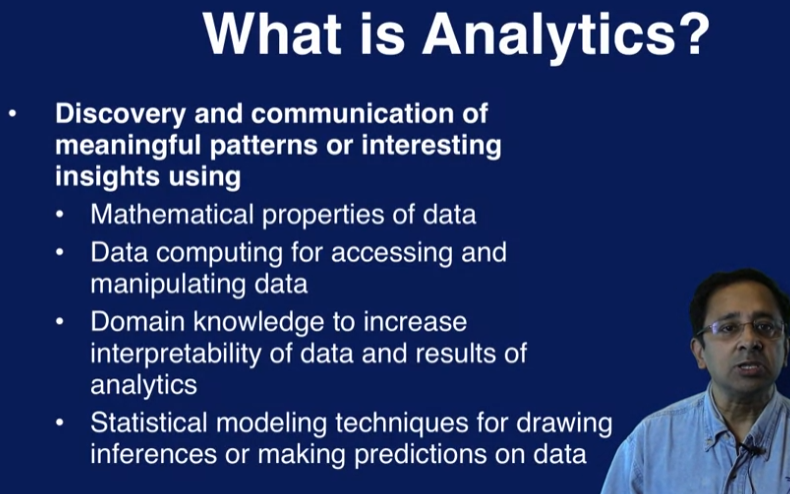 What is Analytics?
• Discovery and communication of
meaningful patterns or interesting
insights using
• Mathematical properties of data
• Data computing for accessing and
manipulating data
• Domain knowledge to increase
interpretability of data and results of
analytics
• Statistical modeling techniques for drawing
inferences or making predictions on data